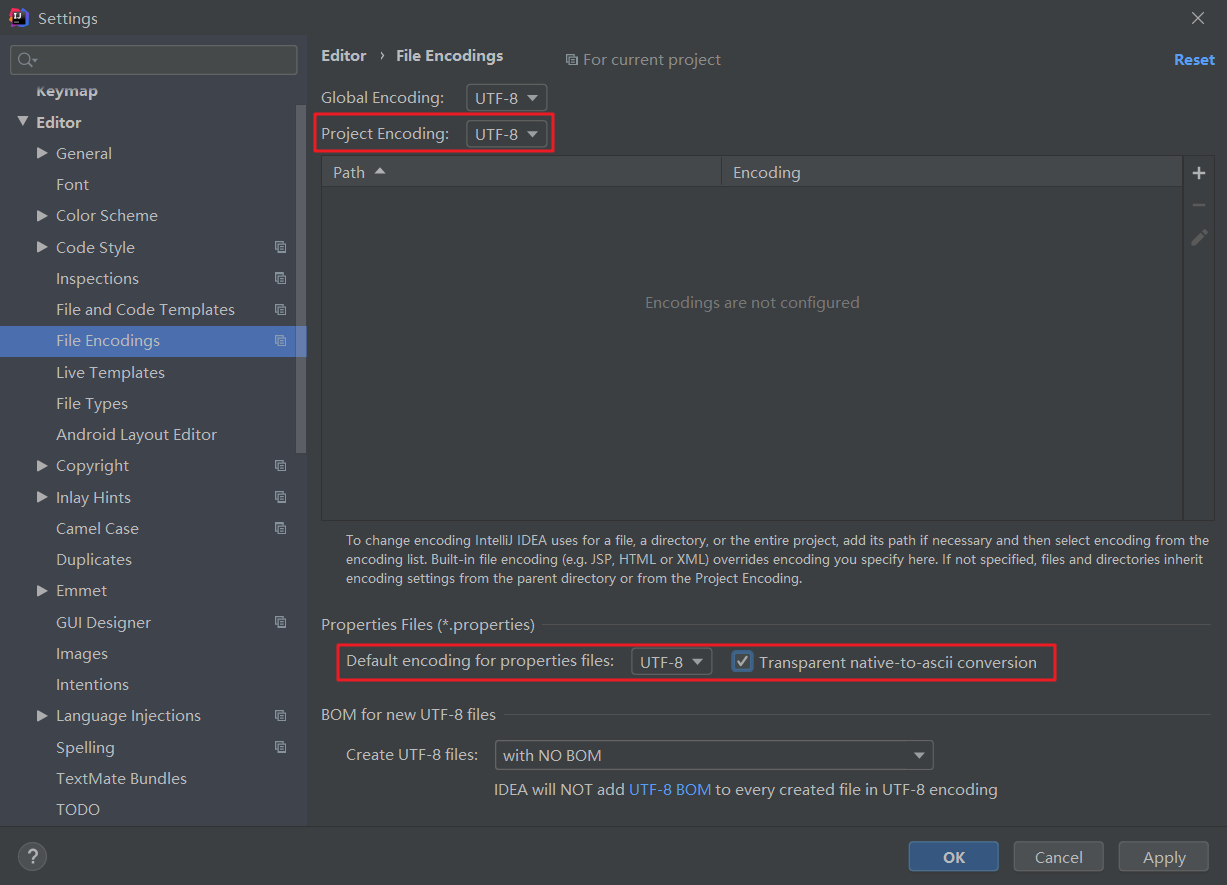 Settings
Keymap
Editor
General
Font
Color Scheme
Code Style
Inspections
File and Code Templates
File Encodings
Live Templates
File Types
Android Layout Editor
Copyright
Inlay Hints
Camel Case
Duplicates
Emmet
GUI Designer
Images
Intentions
Language Injections
Spelling
TextMate Bundles
TODO
Editor › File Encodings For current project Reset
Global Encoding: UTF-8
Project Encoding: UTF-8
Path Encoding
Encodings are not configured
To change encoding IntelliJ IDEA uses for a file, a directory, or the entire project, add its path if necessary and then select encoding from the
encoding list. Built-in file encoding (e.g. JSP, HTML or XML) overrides encoding you specify here. If not specified, files and directories inherit
encoding settings from the parent directory or from the Project Encoding.
Properties Files (*.properties)
Default encoding for properties files: UTF-8 Transparent native-to-ascii conversion
BOM for new UTF-8 files
Create UTF-8 files: with NO BOM
IDEA will NOT add UTF-8 BOM to every created file in UTF-8 encoding
? OK Cancel Apply